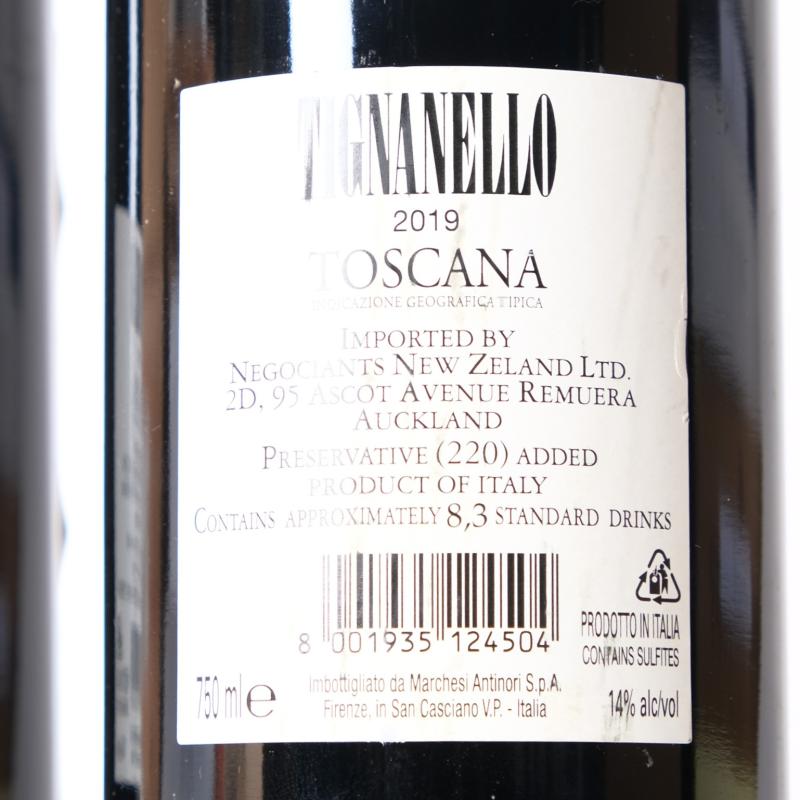 TIGNANELLO
2019
TOSCANA
INDICAZIONE GEOGRAFICA TIPICA
IMPORTED BY
NEGOCIANTS NEW ZELAND LTD.
2D, 95 ASCOT AVENUE REMUERA
AUCKLAND
PRESERVATIVE (220) ADDED
PRODUCT OF ITALY
CONTAINS APPROXIMATELY 8,3 STANDARD DRINKS
8 001935 124504
PRODOTTO IN ITALIA
CONTAINS SULFITES
750 ml e
Imbottigliato da Marchesi Antinori S.p.A.
Firenze, in San Casciano V.P. - Italia
14% alc/vol